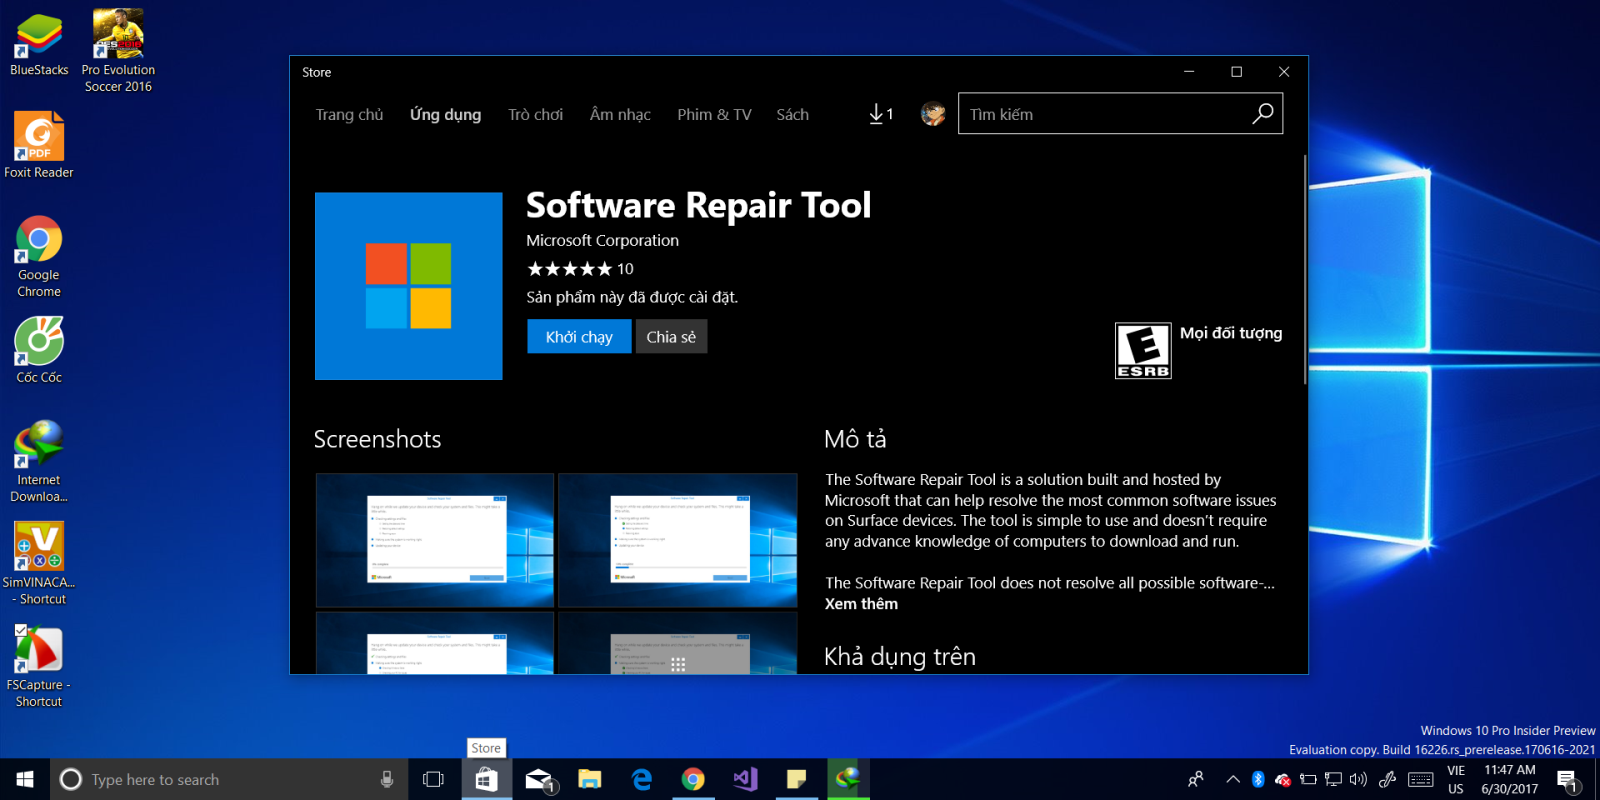 BlueStacks
Pro Evolution
Soccer 2016
PDF
Foxit Reader
Google
Chrome
Cốc Cốc
Internet
Downloa...
SimVINACA...
- Shortcut
FSCapture -
Shortcut
Store
Trang chủ
Ứng dụng
Trò chơi
Âm nhạc
Phim & TV
Sách
1
Tìm kiếm
Software Repair Tool
Microsoft Corporation
10
Sản phẩm này đã được cài đặt.
Khởi chạy
Chia sẻ
E
ESRB
Mọi đối tượng
Screenshots
Mô tả
The Software Repair Tool is a solution built and hosted by
Microsoft that can help resolve the most common software issues
on Surface devices. The tool is simple to use and doesn't require
any advance knowledge of computers to download and run.
The Software Repair Tool does not resolve all possible software-...
Xem thêm
Khả dụng trên
Windows 10 Pro Insider Preview
Evaluation copy. Build 16226.rs_prerelease.170616-2021
Store
Type here to search
1
VIE
US
11:47 AM
6/30/2017
1